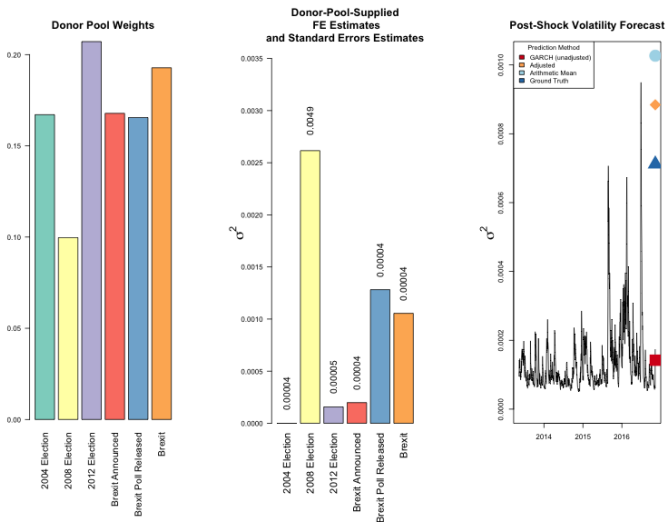 Donor Pool Weights
0.20
0.15
0.10
0.05
0.00
2004 Election
2008 Election
2012 Election
Brexit Announced
Brexit Poll Released
Brexit
Donor-Pool-Supplied
FE Estimates
and Standard Errors Estimates
σ²
0.0035
0.0030
0.0025
0.0020
0.0015
0.0010
0.0005
0.0000
0.00004
0.0049
0.00005
0.00004
0.00004
0.00004
2004 Election
2008 Election
2012 Election
Brexit Announced
Brexit Poll Released
Brexit
Post-Shock Volatility Forecast
Prediction Method
GARCH (unadjusted)
Adjusted
Arithmetic Mean
Ground Truth
σ²
0.0010
0.0008
0.0006
0.0004
0.0002
0.0000
2014
2015
2016